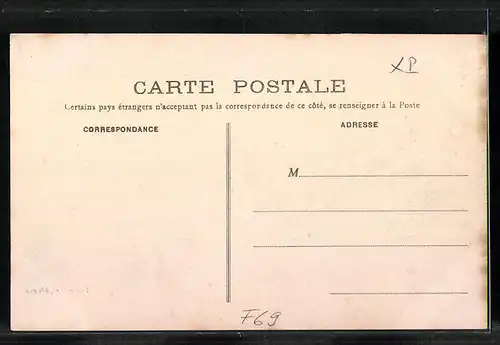 XP
CARTE POSTALE
Certains pays étrangers n'acceptant pas la correspondance de ce côté, se renseigner à la Poste
CORRESPONDANCE
ADRESSE
M
F69